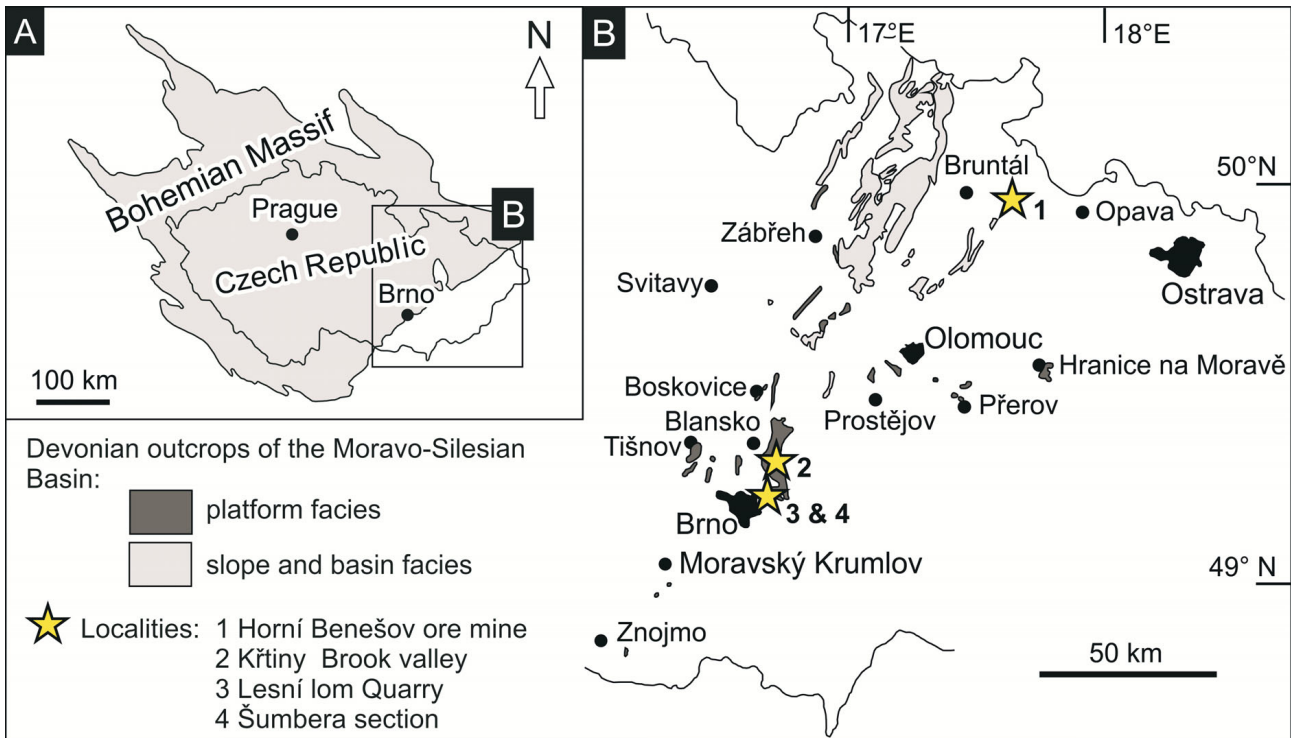 A
N
Bohemian Massif
Prague
Czech Republic
B
Brno
100 km
Devonian outcrops of the Moravo-Silesian
Basin:
platform facies
slope and basin facies
Localities: 1 Horní Benešov ore mine
2 Křtiny Brook valley
3 Lesní lom Quarry
4 Šumbera section
B
17°E
18°E
50°N
Bruntál
1
Opava
Zábřeh
Svitavy
Ostrava
Olomouc
Hranice na Moravě
Boskovice
Prostějov
Přerov
Blansko
Tišnov
2
3 & 4
Brno
Moravský Krumlov
49° N
Znojmo
50 km